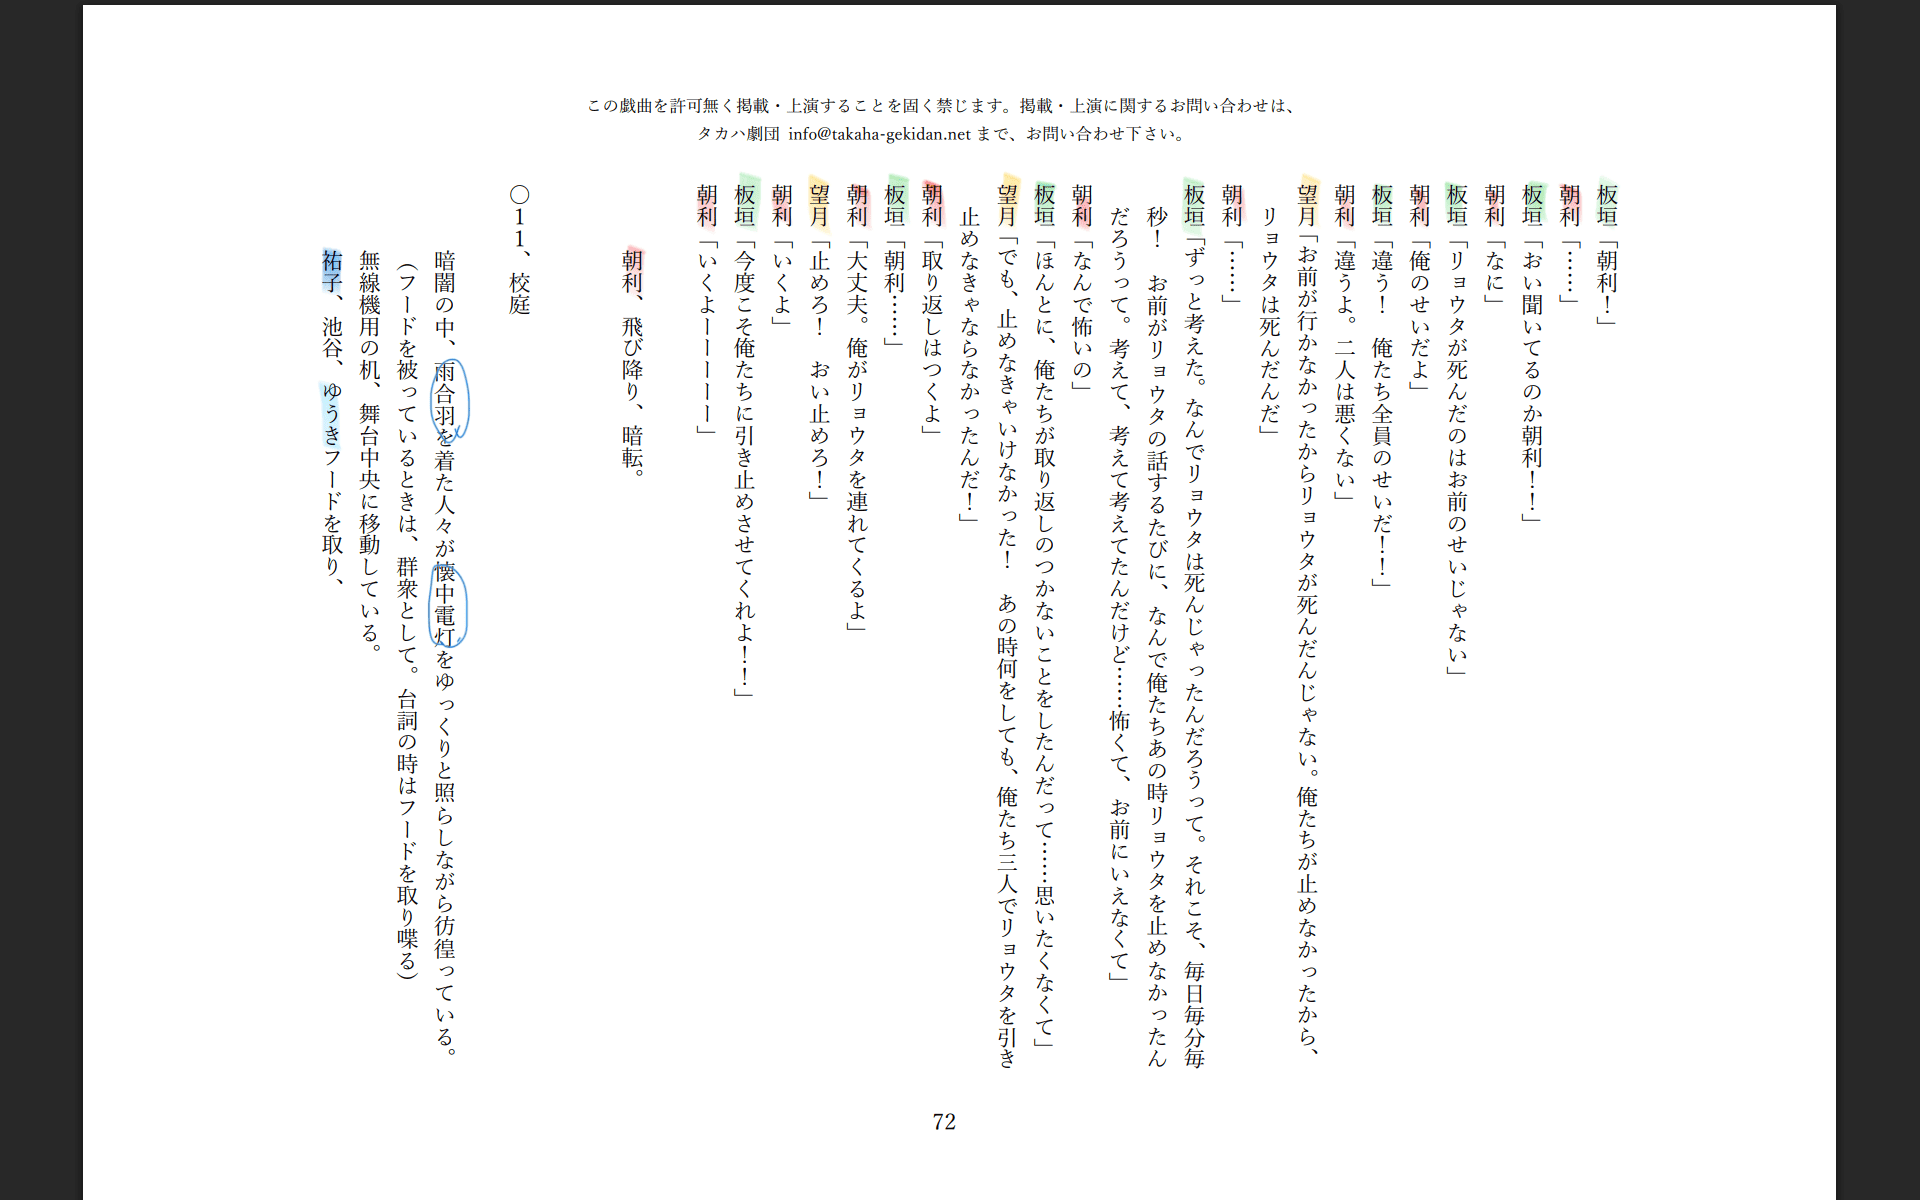 この戯曲を許可無く掲載・上演することを固く禁じます。掲載・上演に関するお問い合わせは、
タカハ劇団 info@takaha-gekidan.net まで、お問い合わせ下さい。
板垣「朝利！」
朝利「……」
板垣「おい聞いてるのか朝利！！」
朝利「なに」
板垣「リョウタが死んだのはお前のせいじゃない」
朝利「俺のせいだよ」
板垣「違う！　俺たち全員のせいだ！！」
朝利「違うよ。二人は悪くない」
望月「お前が行かなかったからリョウタが死んだんじゃない。俺たちが止めなかったから、
リョウタは死んだんだ」
朝利「……」
板垣「ずっと考えた。なんでリョウタは死んじゃったんだろうって。それこそ、毎日毎分毎
秒！　お前がリョウタの話するたびに、なんで俺たちあの時リョウタを止めなかったん
だろうって。考えて、考えて考えてたんだけど……怖くて、お前にいえなくて」
朝利「なんで怖いの」
板垣「ほんとに、俺たちが取り返しのつかないことをしたんだって……思いたくなくて」
望月「でも、止めなきゃいけなかった！　あの時何をしても、俺たち三人でリョウタを引き
止めなきゃならなかったんだ！」
朝利「取り返しはつくよ」
板垣「朝利……」
朝利「大丈夫。俺がリョウタを連れてくるよ」
望月「止めろ！　おい止めろ！」
朝利「いくよ」
板垣「今度こそ俺たちに引き止めさせてくれよ！！」
朝利「いくよーーーーー」
朝利、飛び降り、暗転。
〇１１、校庭
暗闇の中、雨合羽を着た人々が懐中電灯をゆっくりと照らしながら彷徨っている。
（フードを被っているときは、群衆として。台詞の時はフードを取り喋る）
無線機用の机、舞台中央に移動している。
祐子、池谷、ゆうきフードを取り、
72